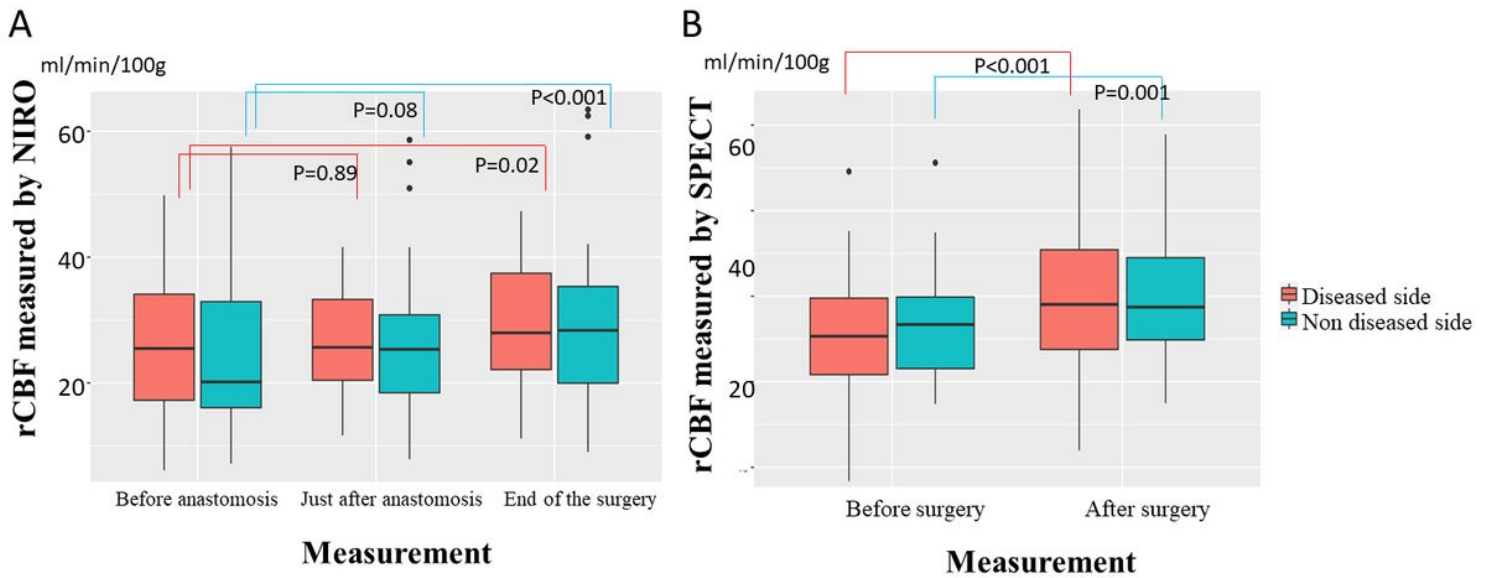 A
B
ml/min/100g
ml/min/100g
P<0.001
P=0.08
P<0.001
P=0.001
P=0.89
P=0.02
rCBF measured by NIRO
60
40
20
rCBF measured by SPECT
60
40
20
Diseased side
Non diseased side
Before anastomosis
Just after anastomosis
End of the surgery
Before surgery
After surgery
Measurement
Measurement